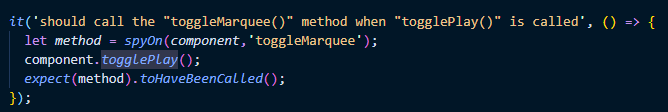 it('should call the "toggleMarquee()" method when "togglePlay()" is called', () => {
let method = spyOn(component,'toggleMarquee');
component.togglePlay();
expect(method).toHaveBeenCalled();
});